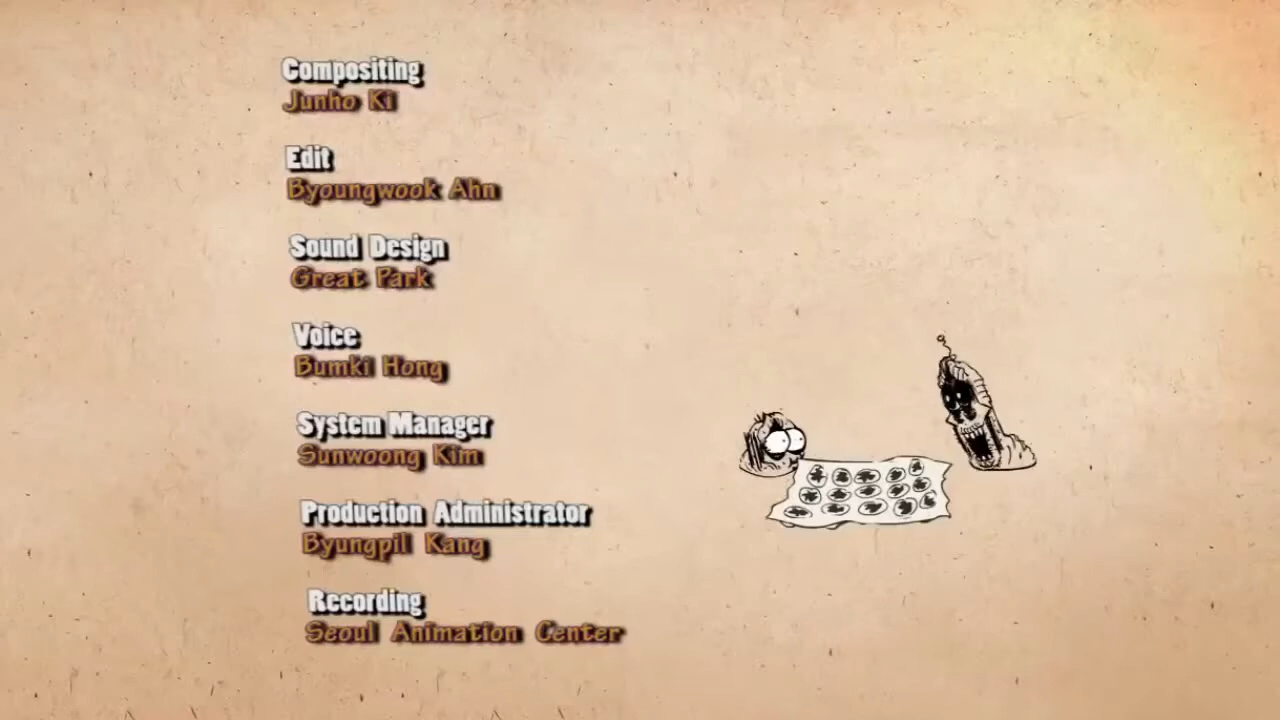 Compositing
Junho Ki
Edit
Byoungwook Ahn
Sound Design
Great Park
Voice
Bumki Hong
System Manager
Sunwoong Kim
Production Administrator
Byungpil Kang
Recording
Seoul Animation Center